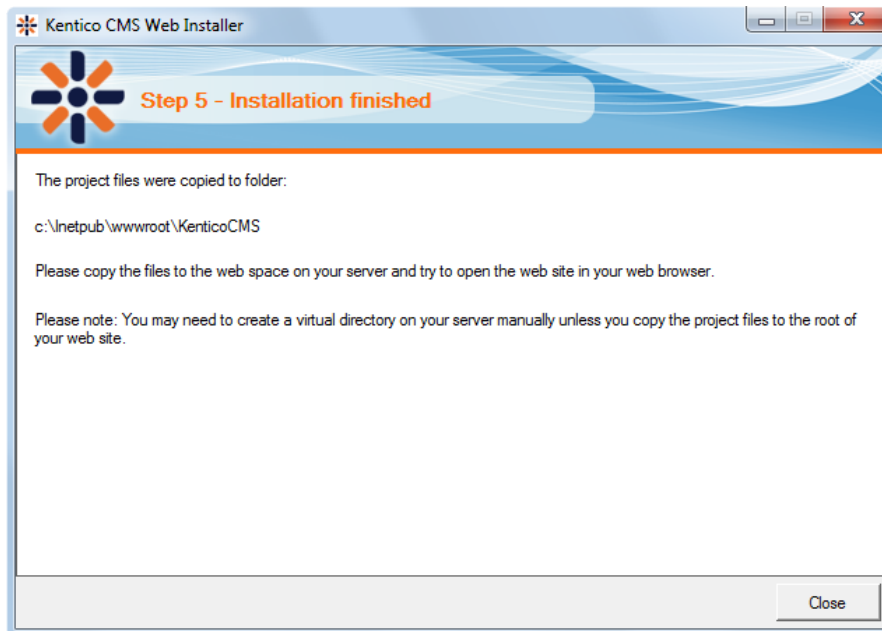 Kentico CMS Web Installer
Step 5 - Installation finished
The project files were copied to folder:
c:\Inetpub\wwwroot\KenticoCMS
Please copy the files to the web space on your server and try to open the web site in your web browser.
Please note: You may need to create a virtual directory on your server manually unless you copy the project files to the root of
your web site.
Close